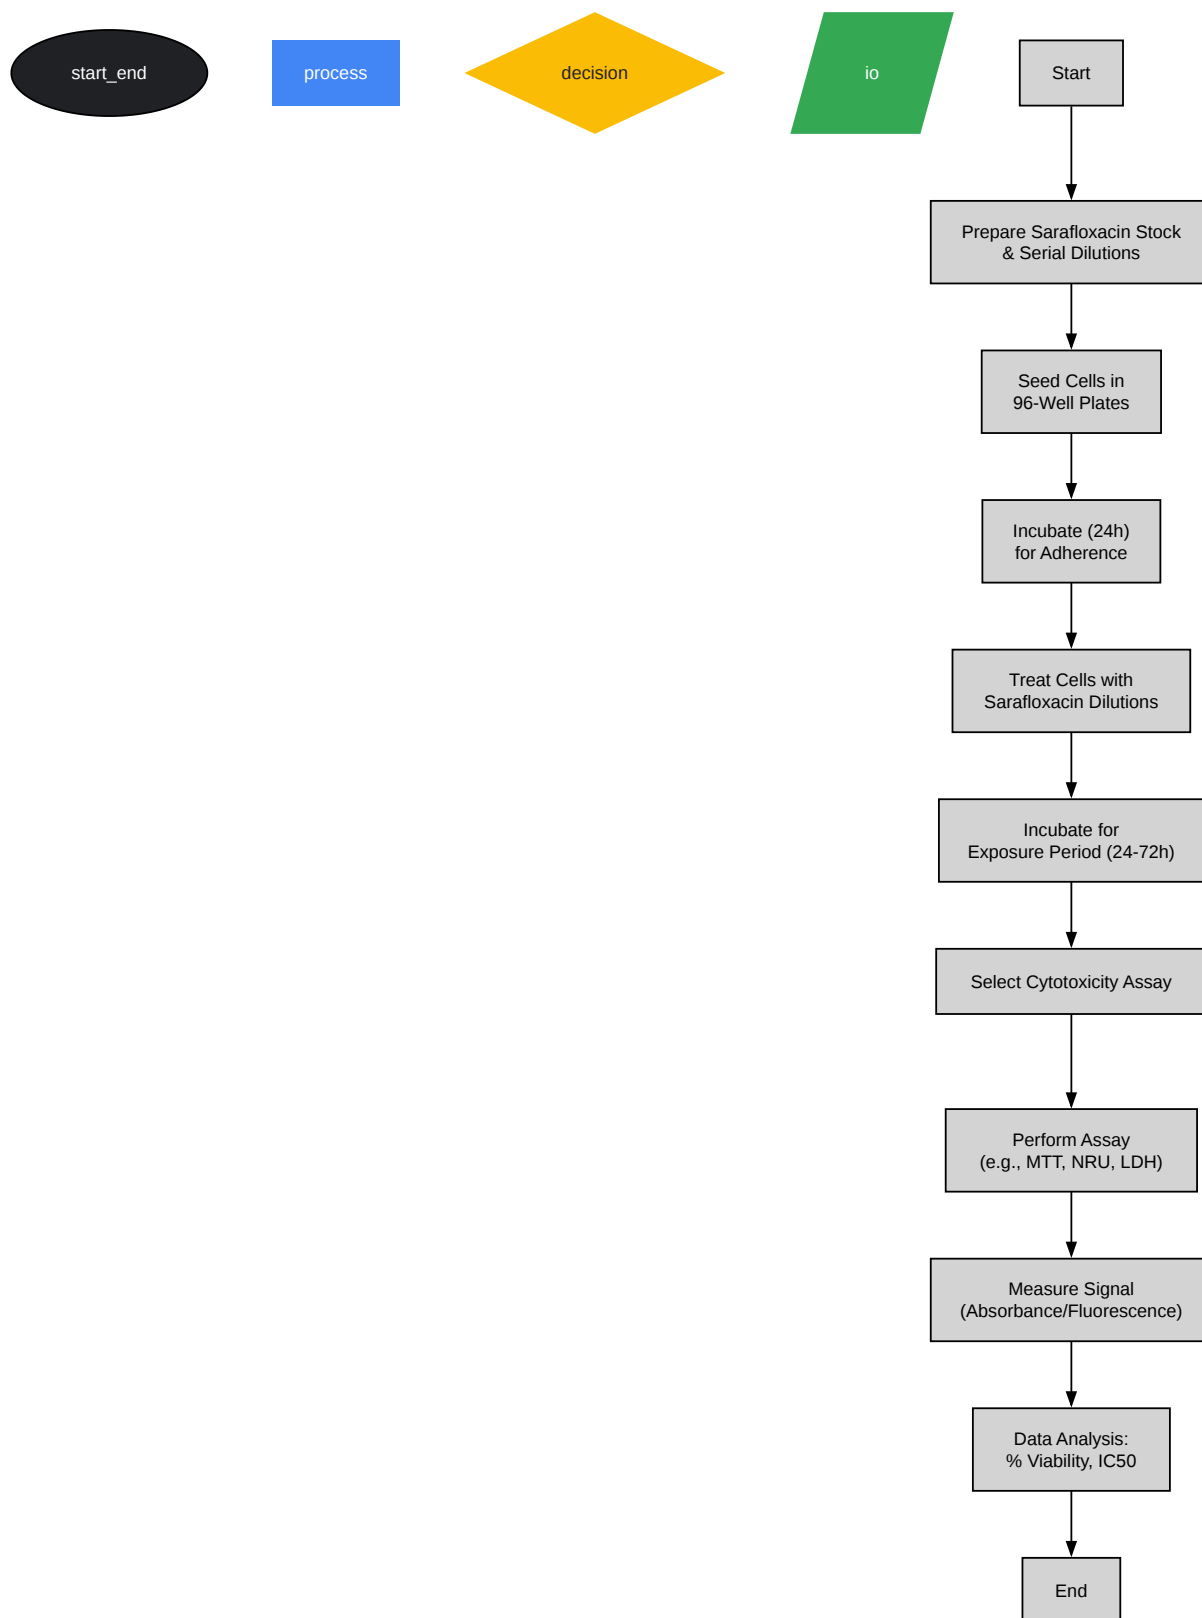 start_end
process
decision
io
Start
Prepare Sarafloxacin Stock
& Serial Dilutions
Seed Cells in
96-Well Plates
Incubate (24h)
for Adherence
Treat Cells with
Sarafloxacin Dilutions
Incubate for
Exposure Period (24-72h)
Select Cytotoxicity Assay
Perform Assay
(e.g., MTT, NRU, LDH)
Measure Signal
(Absorbance/Fluorescence)
Data Analysis:
% Viability, IC50
End